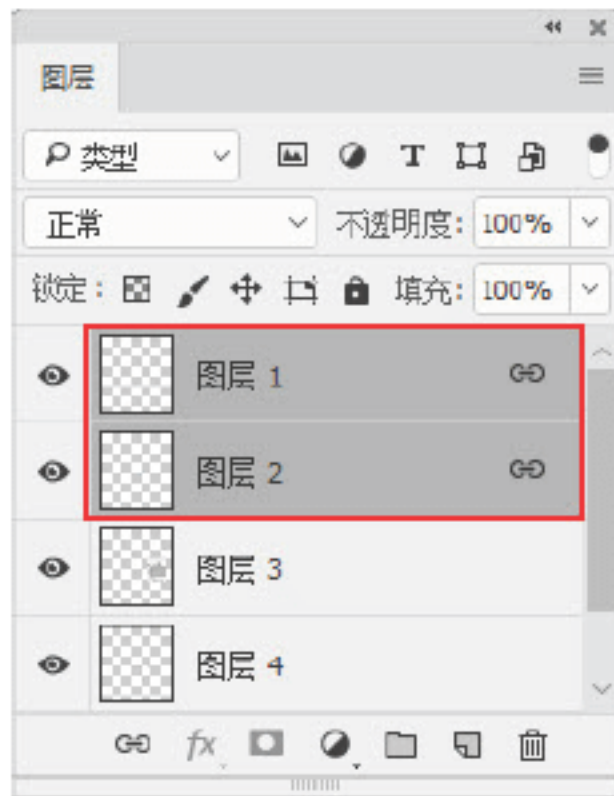 图层
类型
正常 不透明度: 100%
锁定: 填充: 100%
图层 1
图层 2
图层 3
图层 4
fx